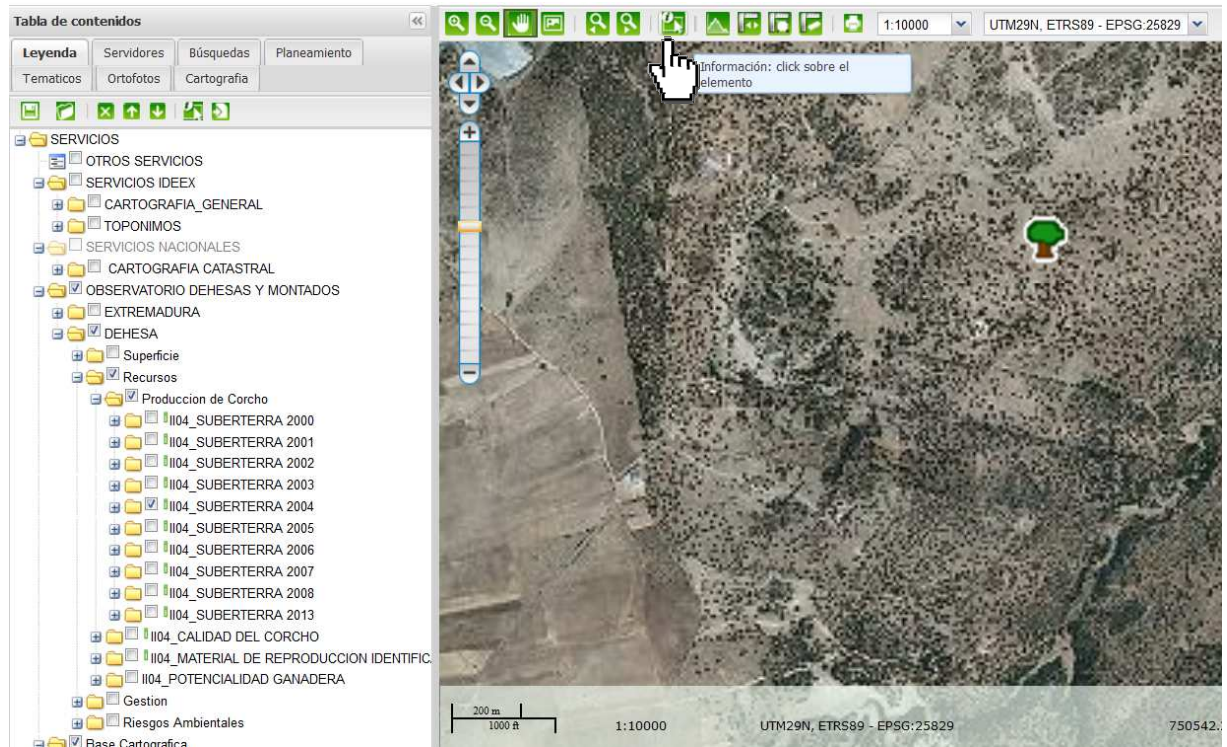 Tabla de contenidos
Leyenda Servidores Búsquedas Planeamiento
Tematicos Ortofotos Cartografia
SERVICIOS
OTROS SERVICIOS
SERVICIOS IDEEX
CARTOGRAFIA_GENERAL
TOPONIMOS
SERVICIOS NACIONALES
CARTOGRAFIA CATASTRAL
OBSERVATORIO DEHESAS Y MONTADOS
EXTREMADURA
DEHESA
Superficie
Recursos
Produccion de Corcho
II04_SUBERTERRA 2000
II04_SUBERTERRA 2001
II04_SUBERTERRA 2002
II04_SUBERTERRA 2003
II04_SUBERTERRA 2004
II04_SUBERTERRA 2005
II04_SUBERTERRA 2006
II04_SUBERTERRA 2007
II04_SUBERTERRA 2008
II04_SUBERTERRA 2013
II04_CALIDAD DEL CORCHO
II04_MATERIAL DE REPRODUCCION IDENTIFIC
II04_POTENCIALIDAD GANADERA
Gestion
Riesgos Ambientales
Base Cartografica
1:10000 UTM29N, ETRS89 - EPSG:25829
Información: click sobre el
elemento
200 m
1000 ft
1:10000 UTM29N, ETRS89 - EPSG:25829 750542.